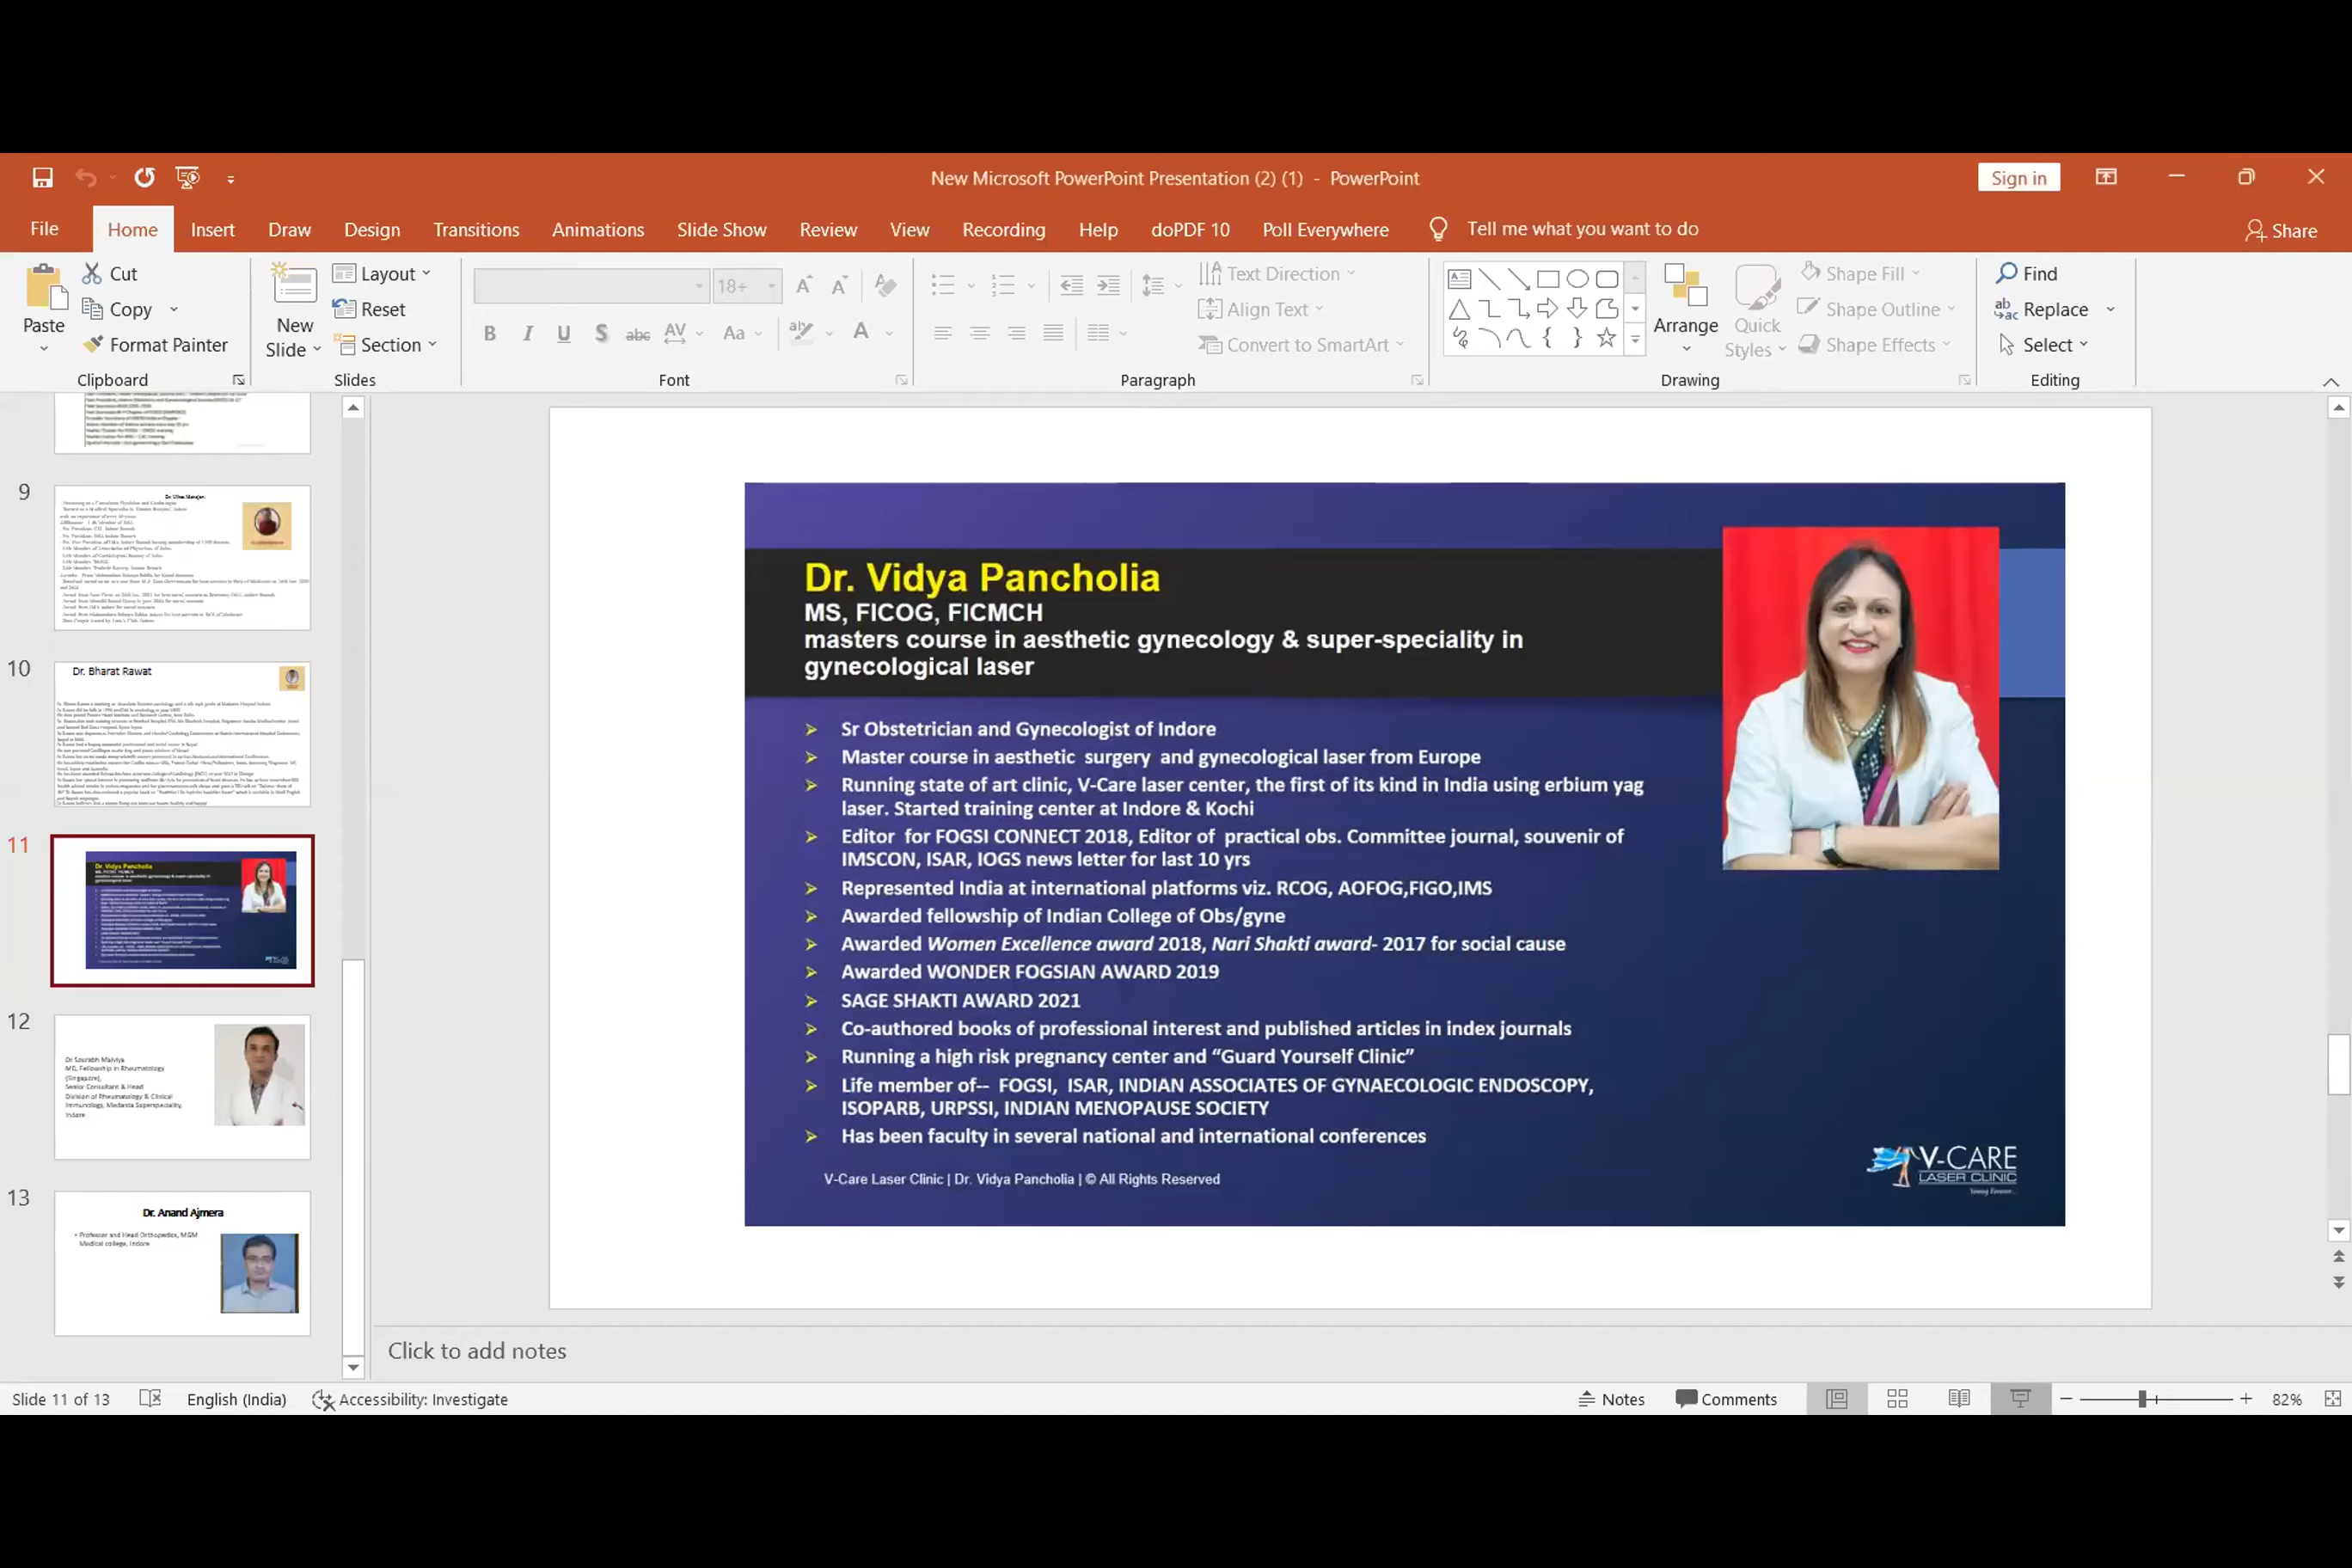 New Microsoft PowerPoint Presentation (2) (1) - PowerPoint
Sign in
File Home Insert Draw Design Transitions Animations Slide Show Review View Recording Help doPDF 10 Poll Everywhere Tell me what you want to do Share
Paste
Cut
Copy
Format Painter
Clipboard
New Slide
Layout
Reset
Section
Slides
18+
Font
Text Direction
Align Text
Convert to SmartArt
Paragraph
Arrange
Quick Styles
Shape Fill
Shape Outline
Shape Effects
Drawing
Find
Replace
Select
Editing
9
10
Dr. Bharat Rawat
11
Dr. Vidya Pancholia
12
Dr Sourabh Malviya
MD, Fellowship in Rheumatology
(Singapore),
Senior Consultant & Head
Division of Rheumatology & Clinical
Immunology, Medanta Superspeciality,
Indore
13
Dr. Anand Ajmera
• Professor and Head Orthopedics, MGM
Medical college, Indore
Dr. Vidya Pancholia
MS, FICOG, FICMCH
masters course in aesthetic gynecology & super-speciality in
gynecological laser
➢ Sr Obstetrician and Gynecologist of Indore
➢ Master course in aesthetic surgery and gynecological laser from Europe
➢ Running state of art clinic, V-Care laser center, the first of its kind in India using erbium yag
laser. Started training center at Indore & Kochi
➢ Editor for FOGSI CONNECT 2018, Editor of practical obs. Committee journal, souvenir of
IMSCON, ISAR, IOGS news letter for last 10 yrs
➢ Represented India at international platforms viz. RCOG, AOFOG,FIGO,IMS
➢ Awarded fellowship of Indian College of Obs/gyne
➢ Awarded Women Excellence award 2018, Nari Shakti award- 2017 for social cause
➢ Awarded WONDER FOGSIAN AWARD 2019
➢ SAGE SHAKTI AWARD 2021
➢ Co-authored books of professional interest and published articles in index journals
➢ Running a high risk pregnancy center and “Guard Yourself Clinic”
➢ Life member of-- FOGSI, ISAR, INDIAN ASSOCIATES OF GYNAECOLOGIC ENDOSCOPY,
ISOPARB, URPSSI, INDIAN MENOPAUSE SOCIETY
➢ Has been faculty in several national and international conferences
V-Care Laser Clinic | Dr. Vidya Pancholia | © All Rights Reserved
V-CARE
LASER CLINIC
Young Forever...
Click to add notes
Slide 11 of 13 English (India) Accessibility: Investigate Notes Comments 82%